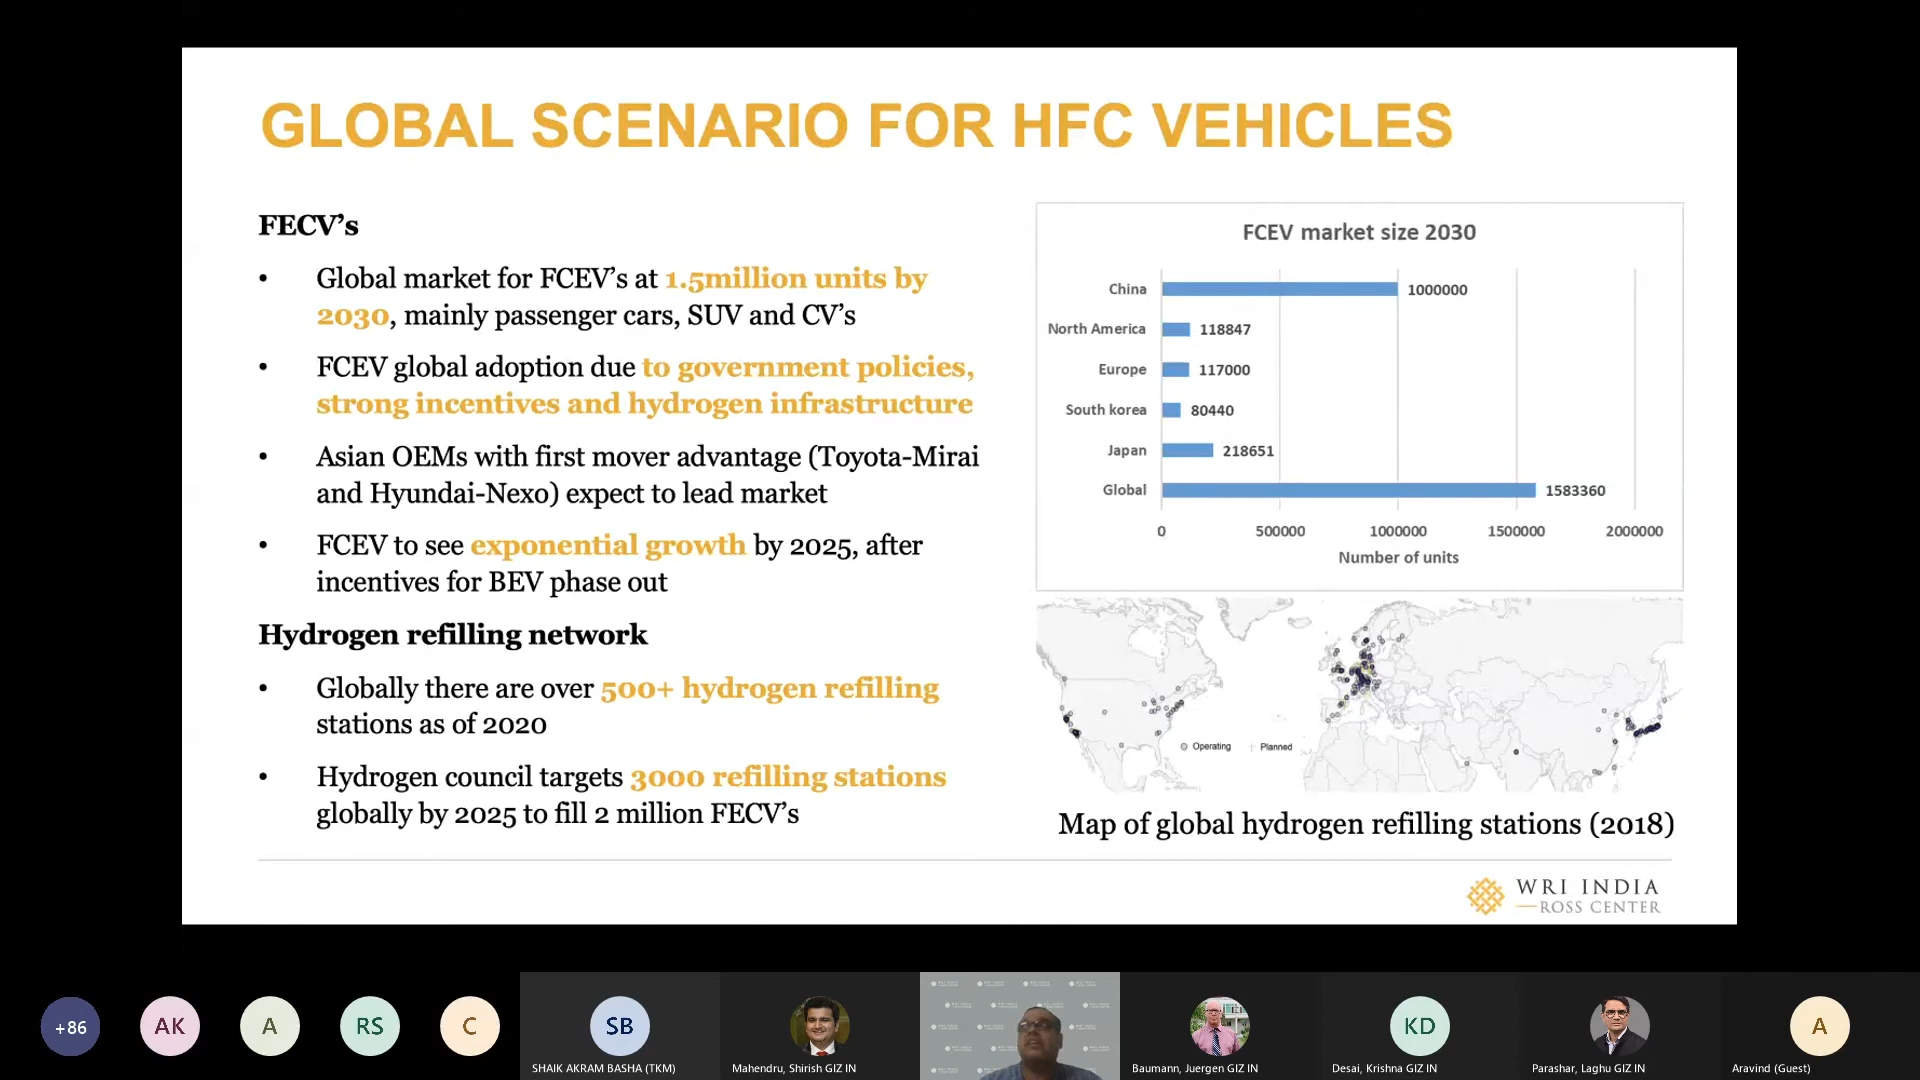 GLOBAL SCENARIO FOR HFC VEHICLES
FECV’s
• Global market for FCEV’s at 1.5million units by
2030, mainly passenger cars, SUV and CV’s
• FCEV global adoption due to government policies,
strong incentives and hydrogen infrastructure
• Asian OEMs with first mover advantage (Toyota-Mirai
and Hyundai-Nexo) expect to lead market
• FCEV to see exponential growth by 2025, after
incentives for BEV phase out
Hydrogen refilling network
• Globally there are over 500+ hydrogen refilling
stations as of 2020
• Hydrogen council targets 3000 refilling stations
globally by 2025 to fill 2 million FECV’s
FCEV market size 2030
China 1000000
North America 118847
Europe 117000
South korea 80440
Japan 218651
Global 1583360
0 500000 1000000 1500000 2000000
Number of units
Operating Planned
Map of global hydrogen refilling stations (2018)
WRI INDIA
ROSS CENTER
+86 AK A RS C SB KD A
SHAIK AKRAM BASHA (TKM) Mahendru, Shirish GIZ IN Baumann, Juergen GIZ IN Desai, Krishna GIZ IN Parashar, Laghu GIZ IN Aravind (Guest)